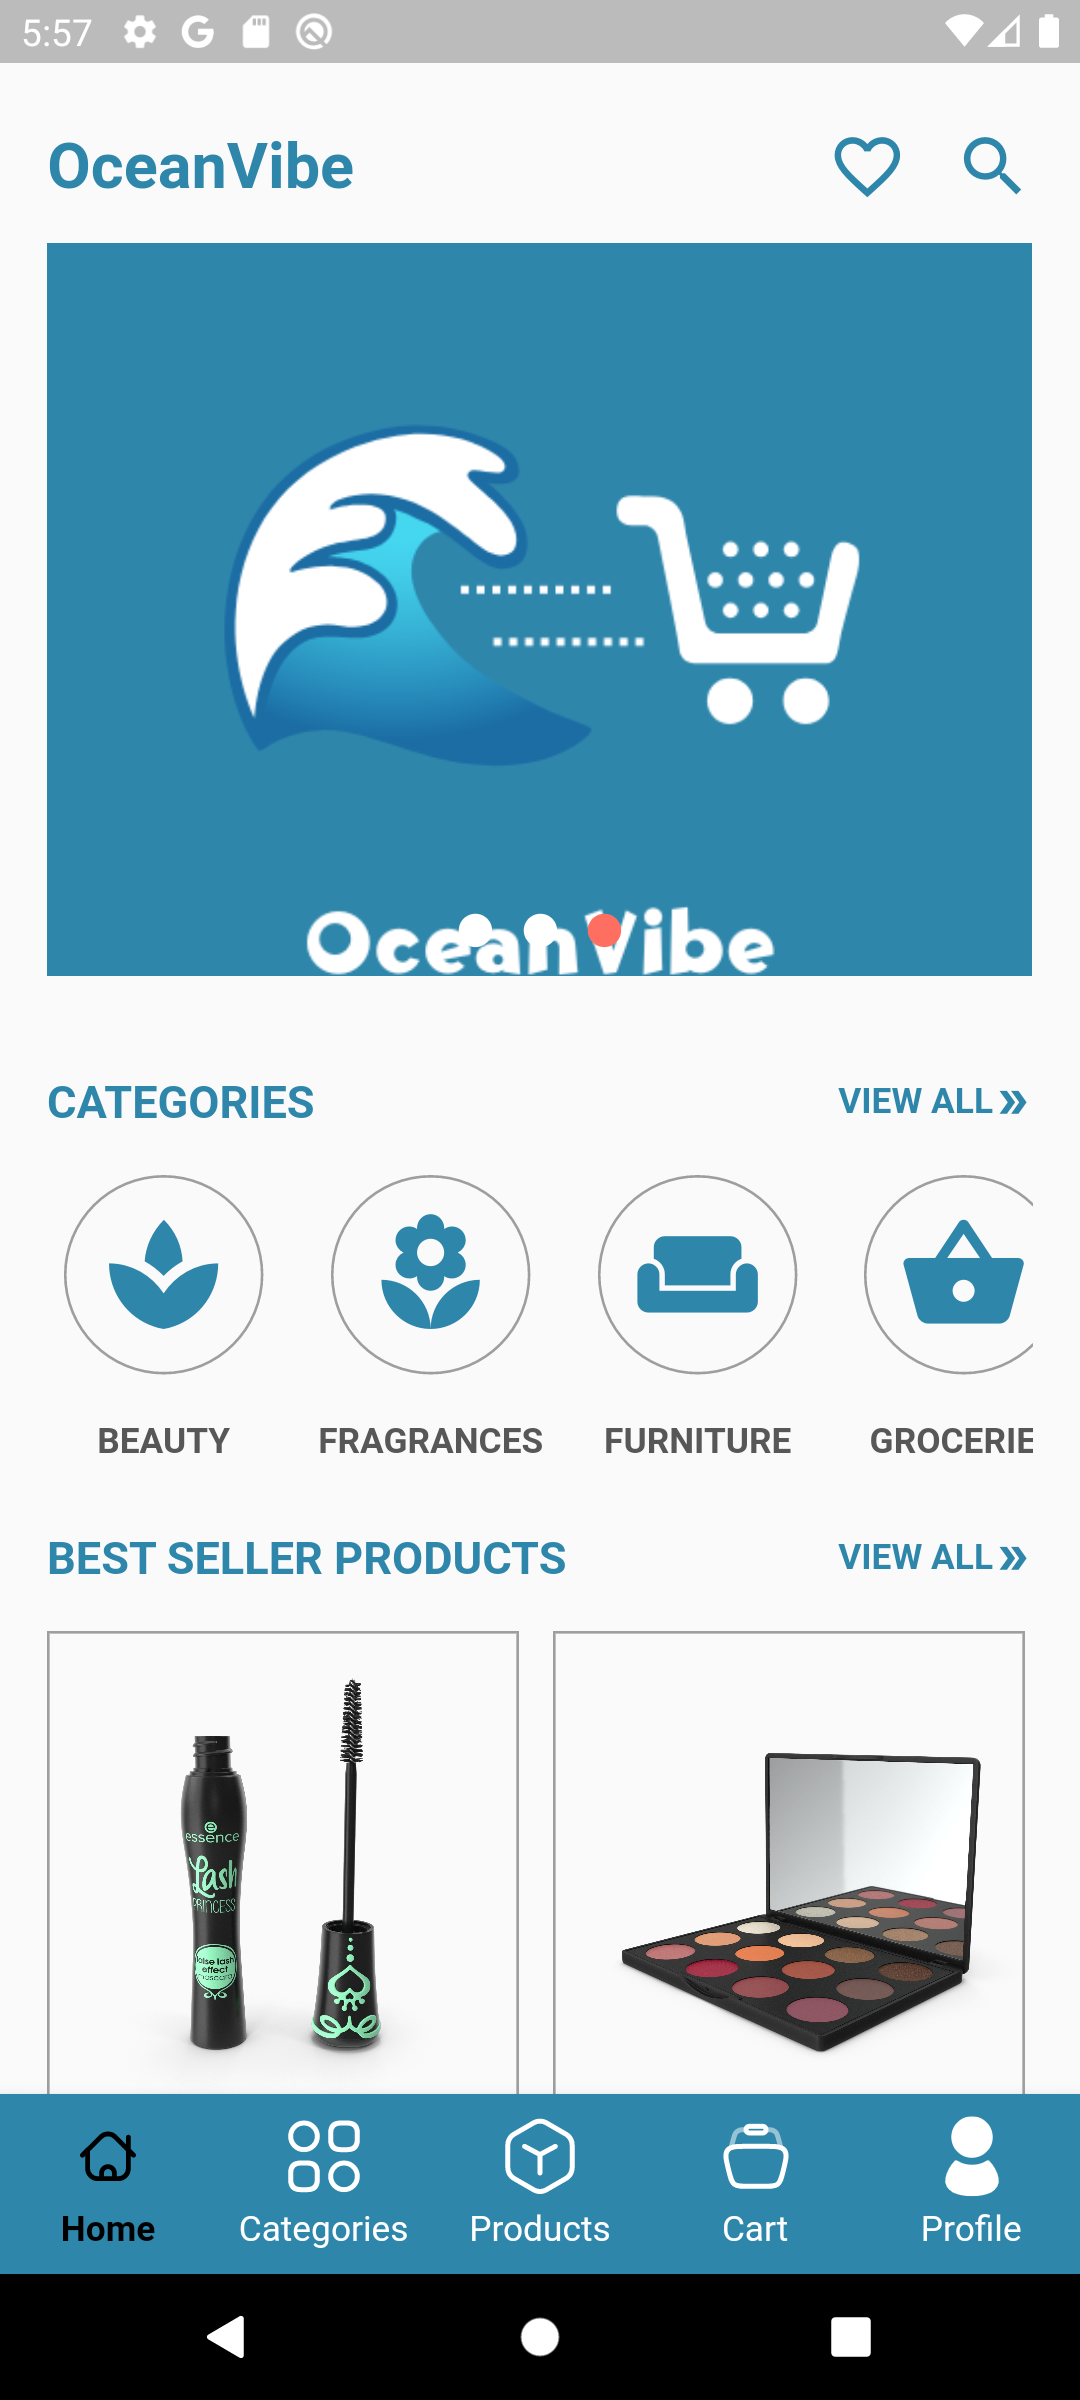 5:57
OceanVibe
OceanVibe
CATEGORIES
VIEW ALL
BEAUTY
FRAGRANCES
FURNITURE
GROCERIE
BEST SELLER PRODUCTS
VIEW ALL
essence
Lash
PRINCESS
false lash
effect
mascara
Home
Categories
Products
Cart
Profile